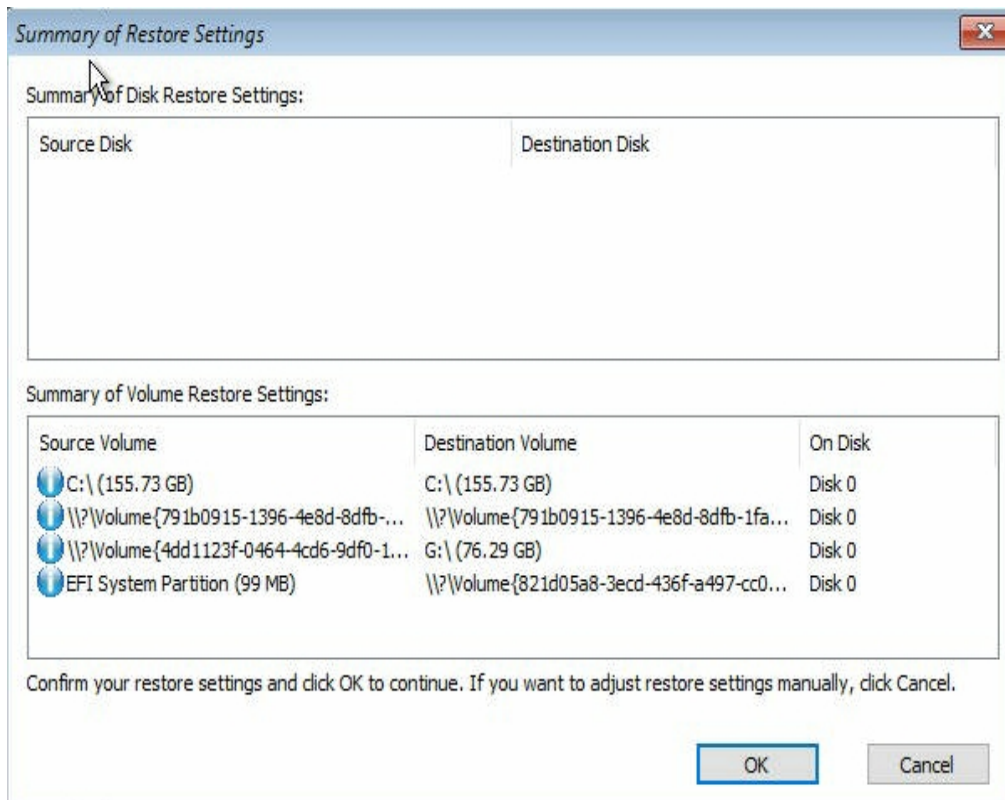 Summary of Restore Settings
Summary of Disk Restore Settings:
Source Disk Destination Disk
Summary of Volume Restore Settings:
Source Volume Destination Volume On Disk
C:\ (155.73 GB) C:\ (155.73 GB) Disk 0
\\?\Volume{791b0915-1396-4e8d-8dfb-... \\?\Volume{791b0915-1396-4e8d-8dfb-1fa... Disk 0
\\?\Volume{4dd1123f-0464-4cd6-9df0-1... G:\ (76.29 GB) Disk 0
EFI System Partition (99 MB) \\?\Volume{821d05a8-3ecd-436f-a497-cc0... Disk 0
Confirm your restore settings and click OK to continue. If you want to adjust restore settings manually, click Cancel.
OK Cancel